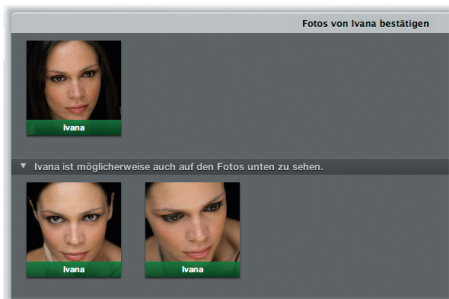 Fotos von Ivana bestätigen
Ivana
Ivana ist möglicherweise auch auf den Fotos unten zu sehen.
Ivana
Ivana